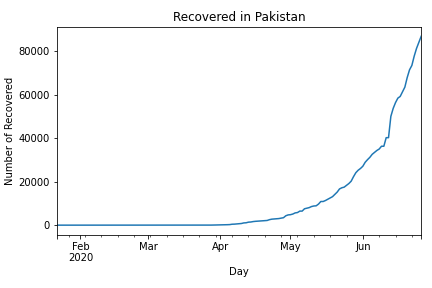 Recovered in Pakistan
Number of Recovered
80000
60000
40000
20000
0
Feb Mar Apr May Jun
2020
Day